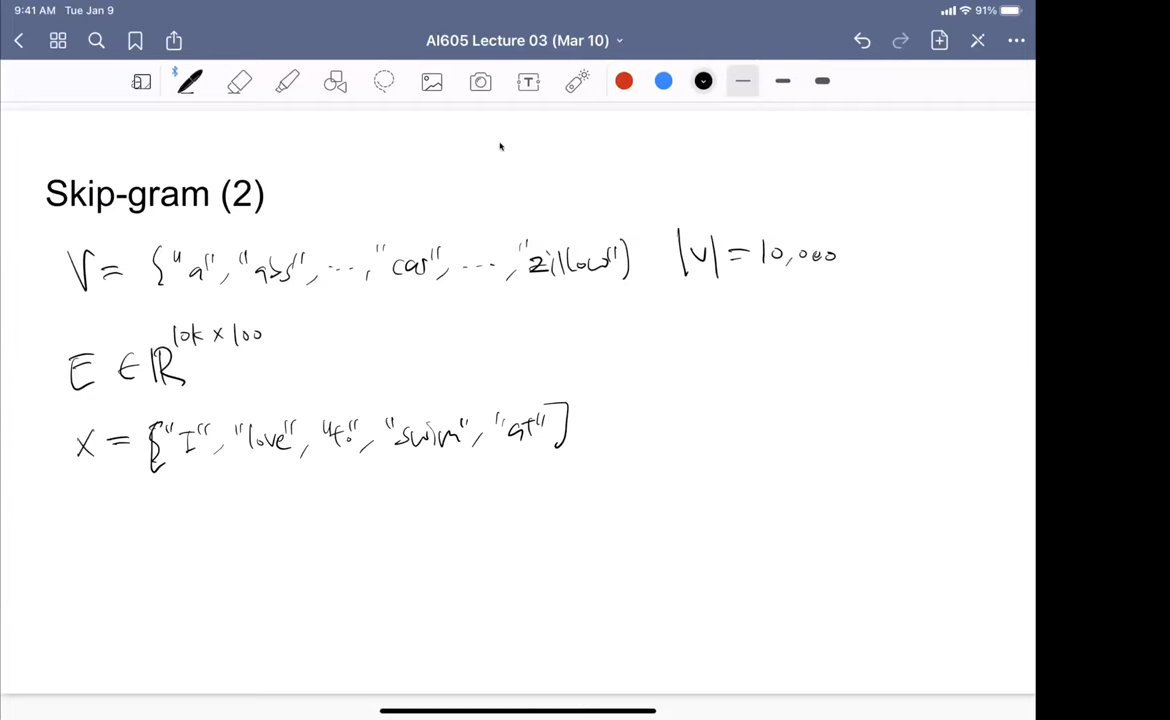 9:41 AM Tue Jan 9
91%
AI605 Lecture 03 (Mar 10)
Skip-gram (2)
V = {"a", "abs", ..., "car", ..., "zillow"} |V| = 10,000
E ∈ ℝ^{10k × 100}
X = ["I", "love", "to", "swim", "at"]